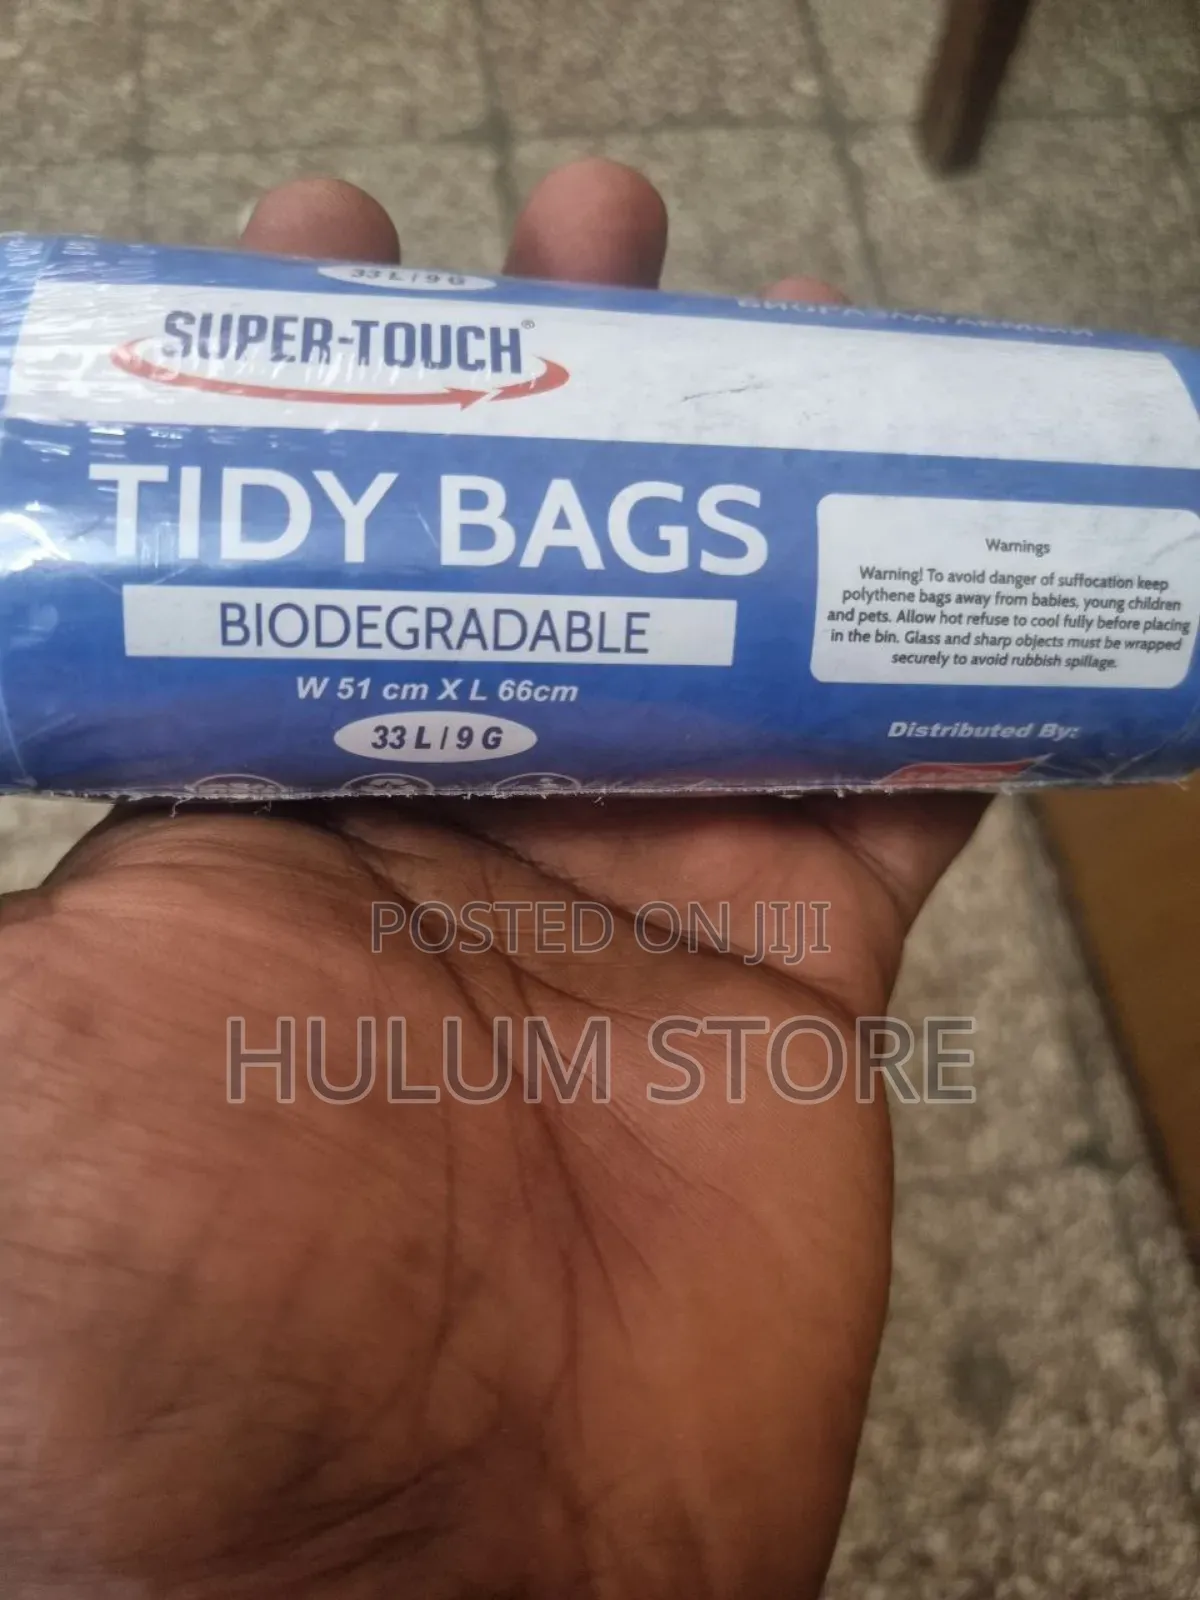 33 L / 9 G
БИОРАЗЛАГАЕМЫЙ
SUPER-TOUCH®
TIDY BAGS
BIODEGRADABLE
W 51 cm X L 66cm
33 L / 9 G
Warnings
Warning! To avoid danger of suffocation keep
polythene bags away from babies, young children
and pets. Allow hot refuse to cool fully before placing
in the bin. Glass and sharp objects must be wrapped
securely to avoid rubbish spillage.
Distributed By:
POSTED ON JIJI
HULUM STORE